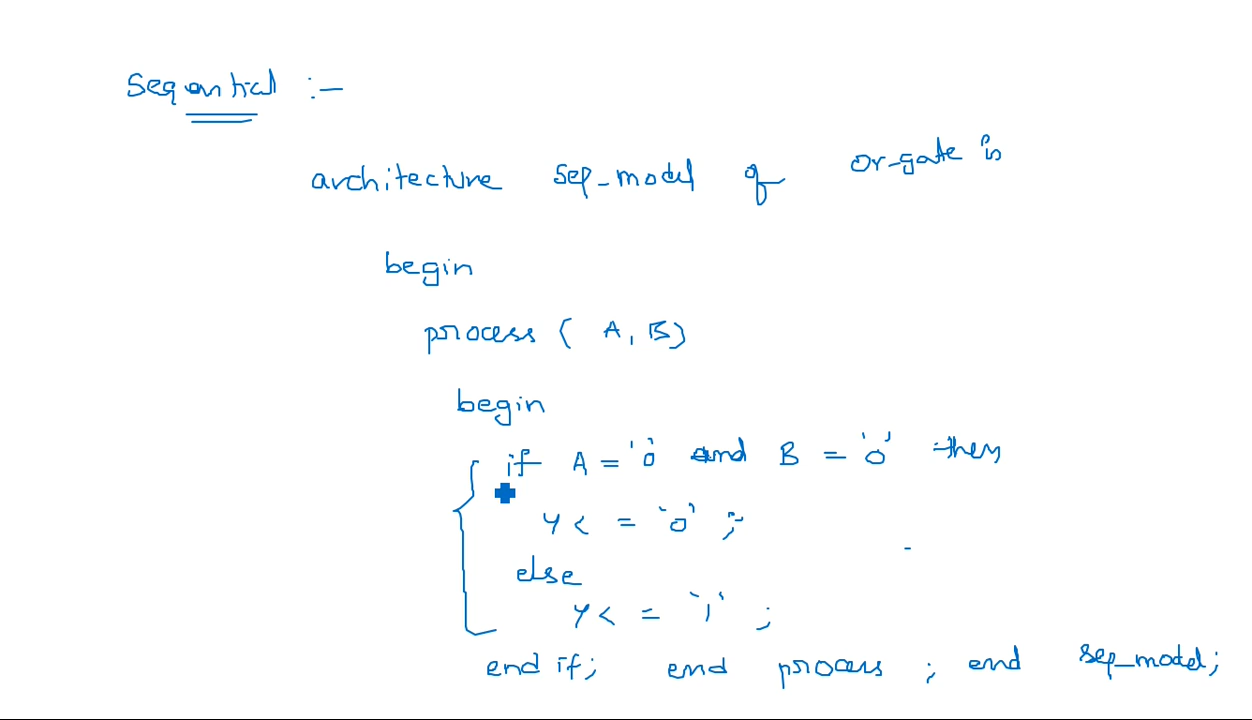 Sequential :-
architecture sep_model of or-gate is
begin
process ( A, B)
begin
if A = '0' and B = '0' then
Y < = '0' ;
else
Y < = '1' ;
end if; end process ; end sep_model;